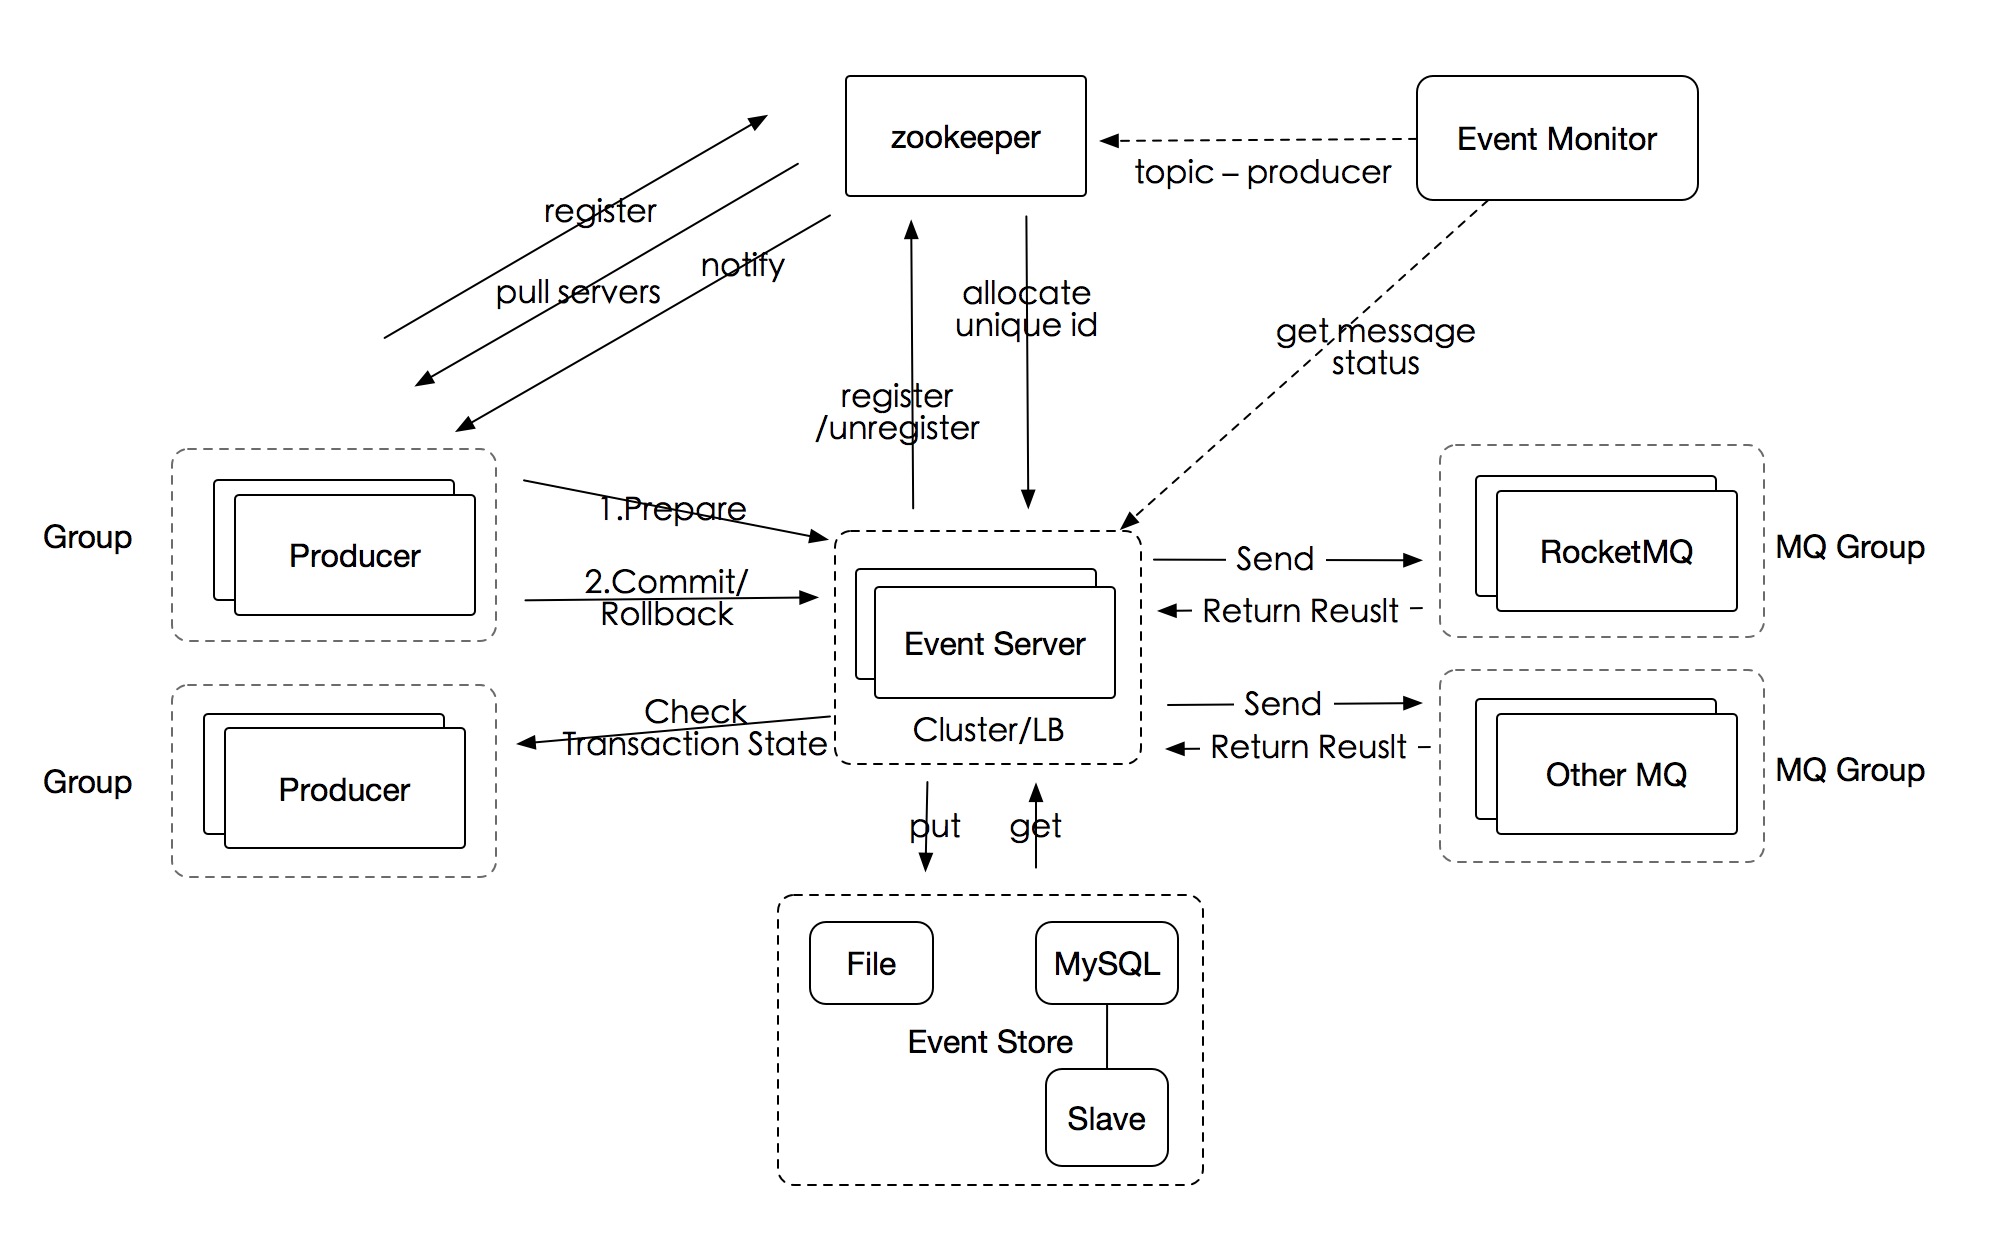 zookeeper
Event Monitor
topic – producer
register
notify
pull servers
allocate
unique id
get message
status
register
/unregister
Group
Producer
1.Prepare
2.Commit/
Rollback
Event Server
Cluster/LB
Send
Return Reuslt
RocketMQ
MQ Group
Group
Producer
Check
Transaction State
Send
Return Reuslt
Other MQ
MQ Group
put
get
File
MySQL
Event Store
Slave